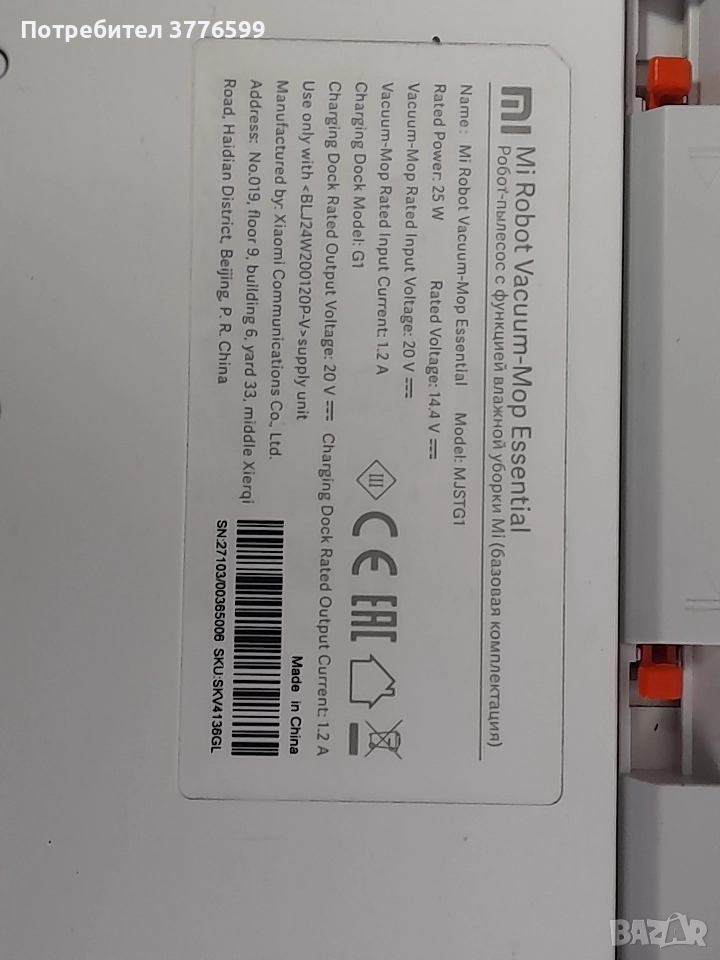 Потребител 3776599
Mi Robot Vacuum-Mop Essential
Робот-пылесос с функцией влажной уборки Mi (базовая комплектация)
Name: Mi Robot Vacuum-Mop Essential Model: MJSTG1
Rated Power: 25 W Rated Voltage: 14.4 V ⎓
Vacuum-Mop Rated Input Voltage: 20 V ⎓
Vacuum-Mop Rated Input Current: 1.2 A
Charging Dock Model: G1
Charging Dock Rated Output Voltage: 20 V ⎓ Charging Dock Rated Output Current: 1.2 A
Use only with <BLJ24W200120P-V> supply unit
Manufactured by: Xiaomi Communications Co., Ltd.
Address: No.019, floor 9, building 6, yard 33, middle Xierqi
Road, Haidian District, Beijing, P. R. China
III CE EAC
Made in China
SN:27103/00365006 SKU:SKV4136GL
BAZAR